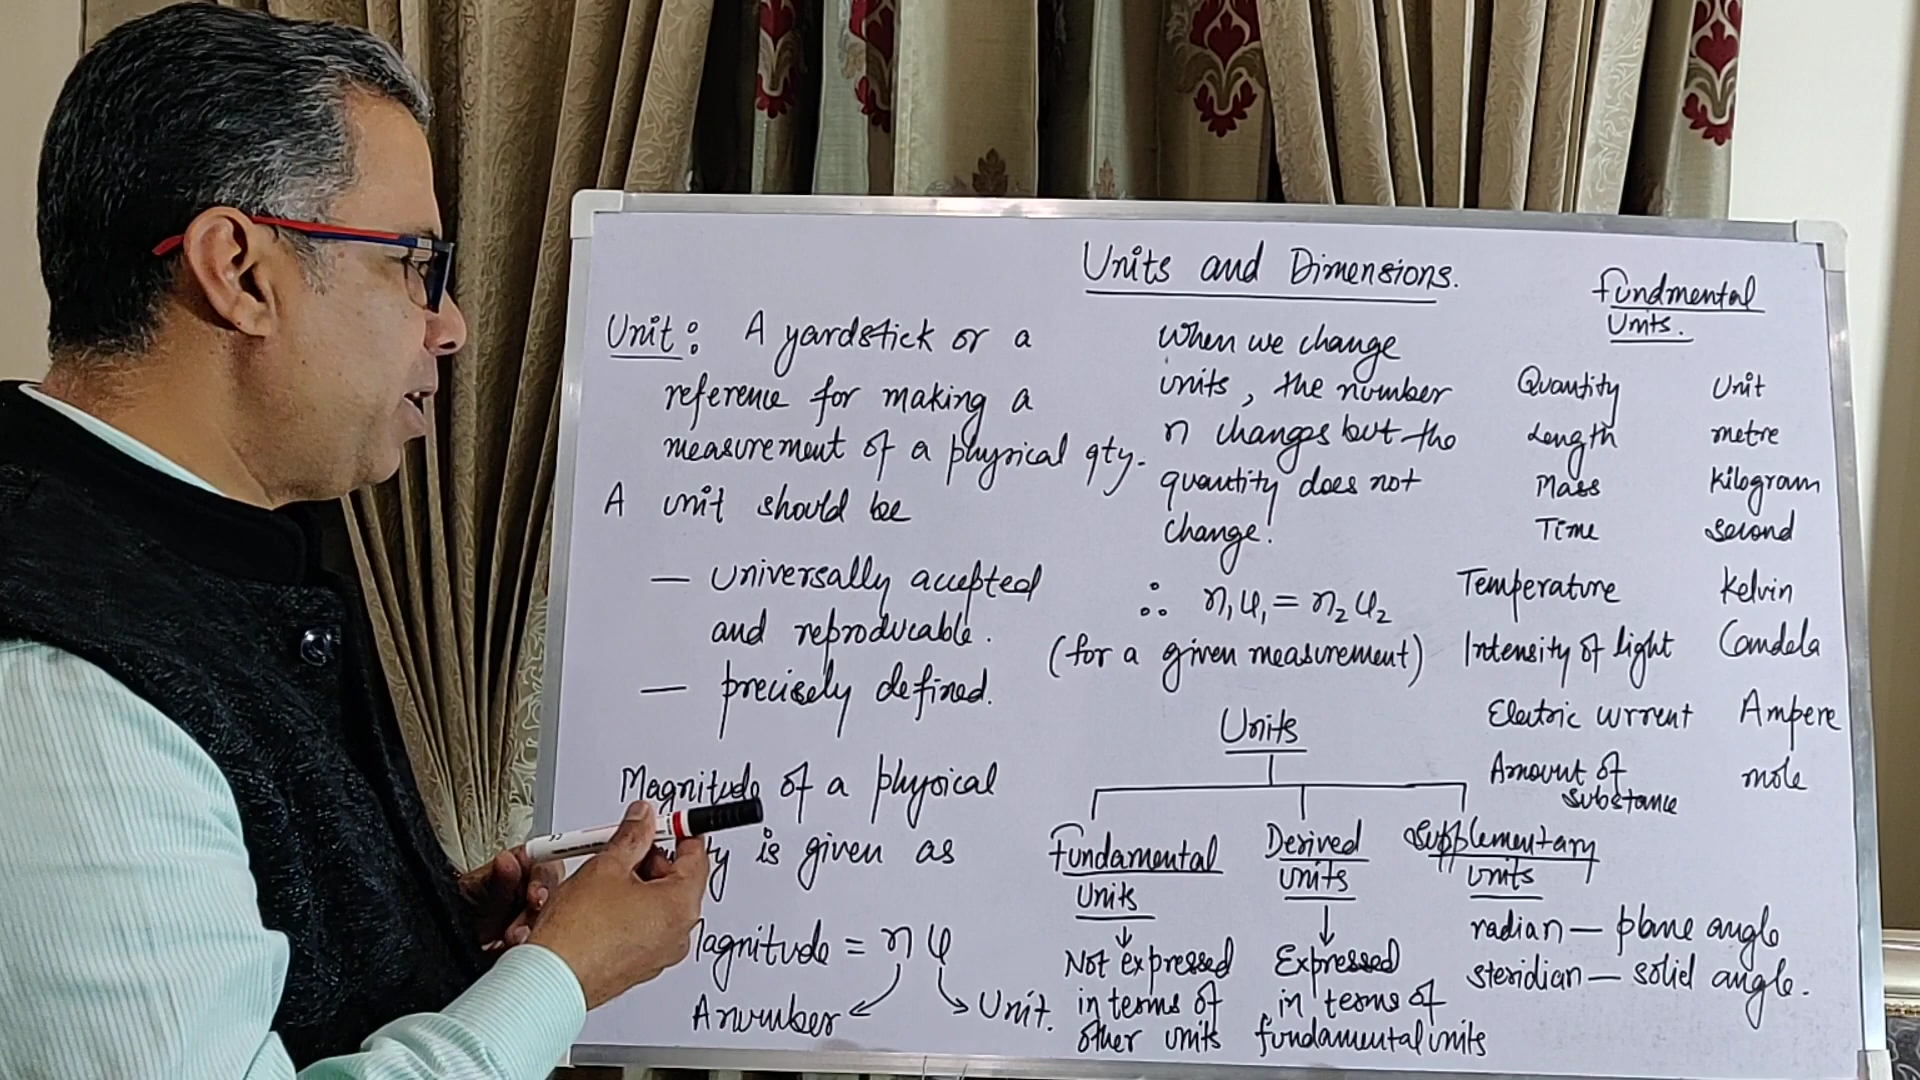 Units and Dimensions.
Unit: A yardstick or a
reference for making a
measurement of a physical qty.
A unit should be
— universally accepted
and reproducable.
— precisely defined.
Magnitude of a physical
is given as
Magnitude = n u
A number
Unit.
When we change
units, the number
n changes but the
quantity does not
change.
∴ n₁u₁ = n₂u₂
(for a given measurement)
Units
Fundamental
Units
Not expressed
in terms of
other units
Derived
units
Expressed
in terms of
fundamental units
Supplementary
units
radian — plane angle
steridian — solid angle.
Fundmental
Units.
Quantity Unit
Length metre
Mass Kilogram
Time Second
Temperature Kelvin
Intensity of light Candela
Electric current Ampere
Amount of mole
substance